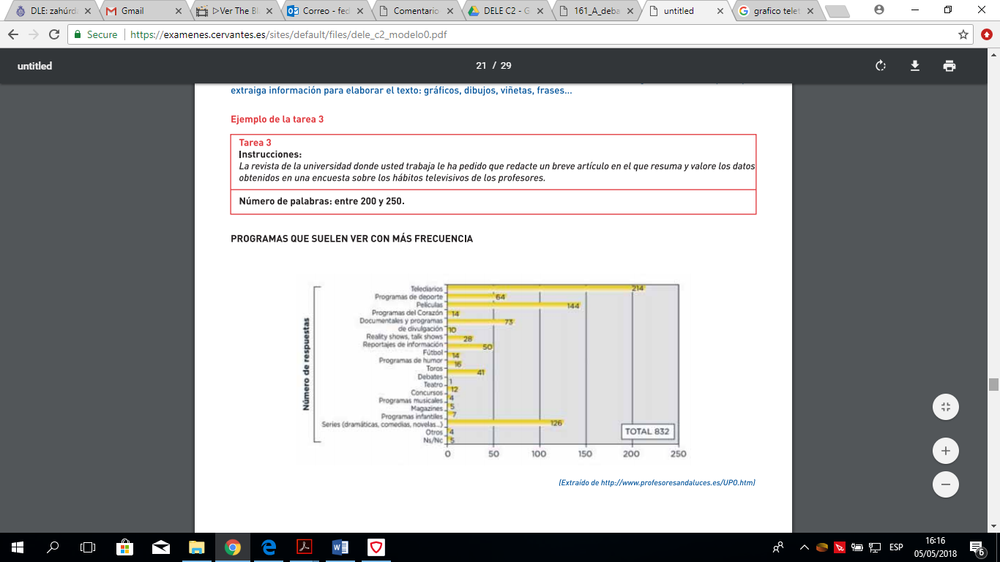 DLE: zahúrda
Gmail
▷Ver The Bl
Correo - fed
Comentario
DELE C2 - G
161_A_deba
untitled
grafico telet
Secure
https://examenes.cervantes.es/sites/default/files/dele_c2_modelo0.pdf
untitled
21 / 29
extraiga información para elaborar el texto: gráficos, dibujos, viñetas, frases...
Ejemplo de la tarea 3
Tarea 3
Instrucciones:
La revista de la universidad donde usted trabaja le ha pedido que redacte un breve artículo en el que resuma y valore los datos
obtenidos en una encuesta sobre los hábitos televisivos de los profesores.
Número de palabras: entre 200 y 250.
PROGRAMAS QUE SUELEN VER CON MÁS FRECUENCIA
Número de respuestas
Telediarios
214
Programas de deporte
64
Películas
144
Programas del Corazón
14
Documentales y programas
73
de divulgación
10
Reality shows, talk shows
28
Reportajes de información
50
Fútbol
14
Programas de humor
16
Toros
41
Debates
1
Teatro
12
Concursos
4
Programas musicales
5
Magazines
7
Programas infantiles
Series (dramáticas, comedias, novelas...)
126
Otros
4
Ns/Nc
5
TOTAL 832
0 50 100 150 200 250
(Extraído de http://www.profesoresandaluces.es/UPO.htm)
ESP
16:16
05/05/2018
6